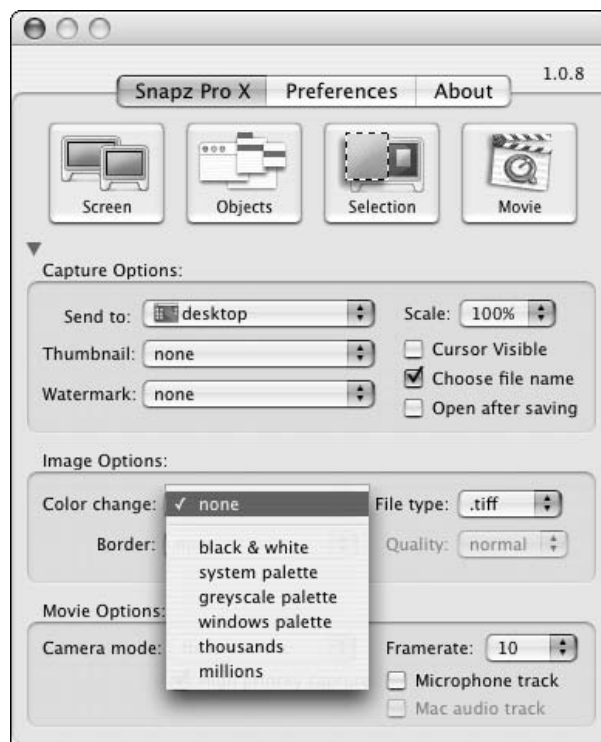 1.0.8
Snapz Pro X Preferences About
Screen Objects Selection Movie
Capture Options:
Send to: desktop Scale: 100%
Thumbnail: none Cursor Visible
Watermark: none Choose file name
Open after saving
Image Options:
Color change: ✓ none File type: .tiff
Border: black & white Quality: normal
system palette
greyscale palette
Movie Options: windows palette
Camera mode: thousands Framerate: 10
millions Microphone track
Mac audio track